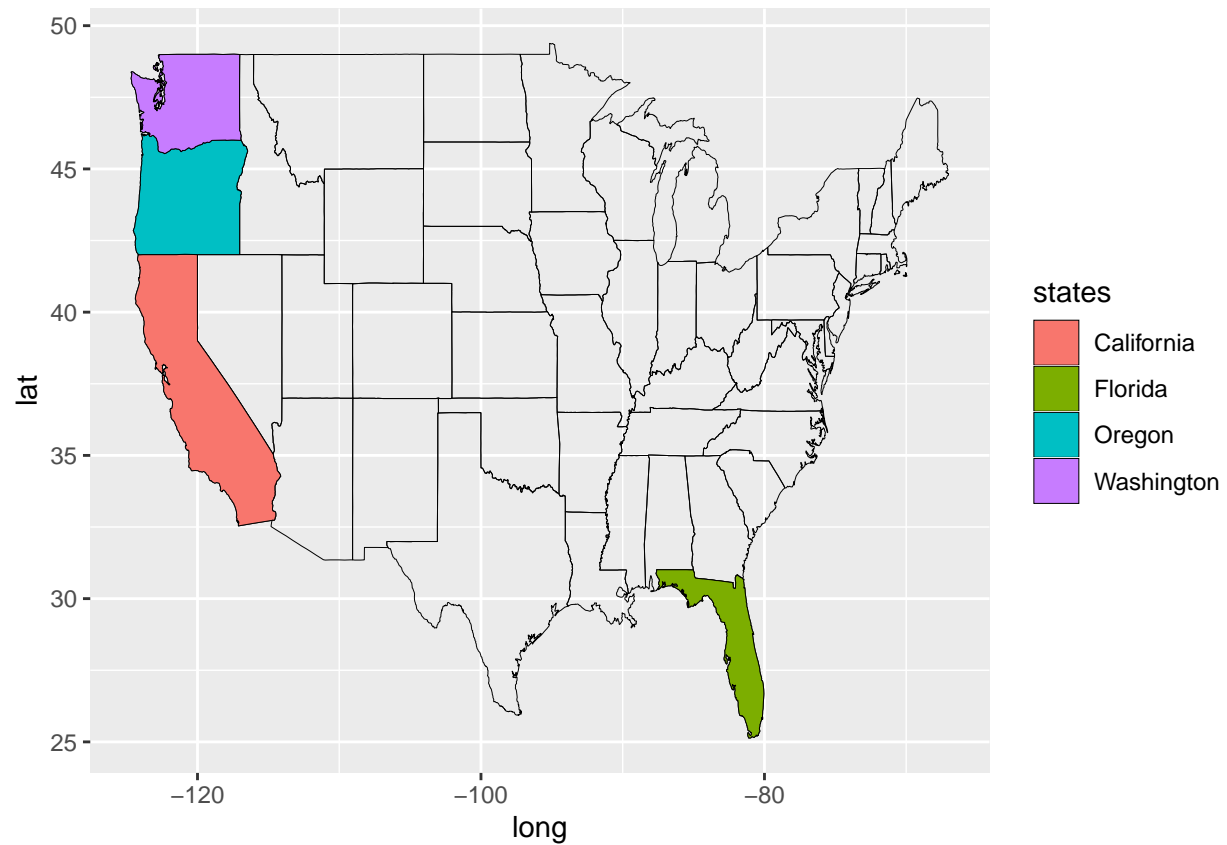 50
45
40
35
30
25
lat
−120
−100
−80
long
states
California
Florida
Oregon
Washington